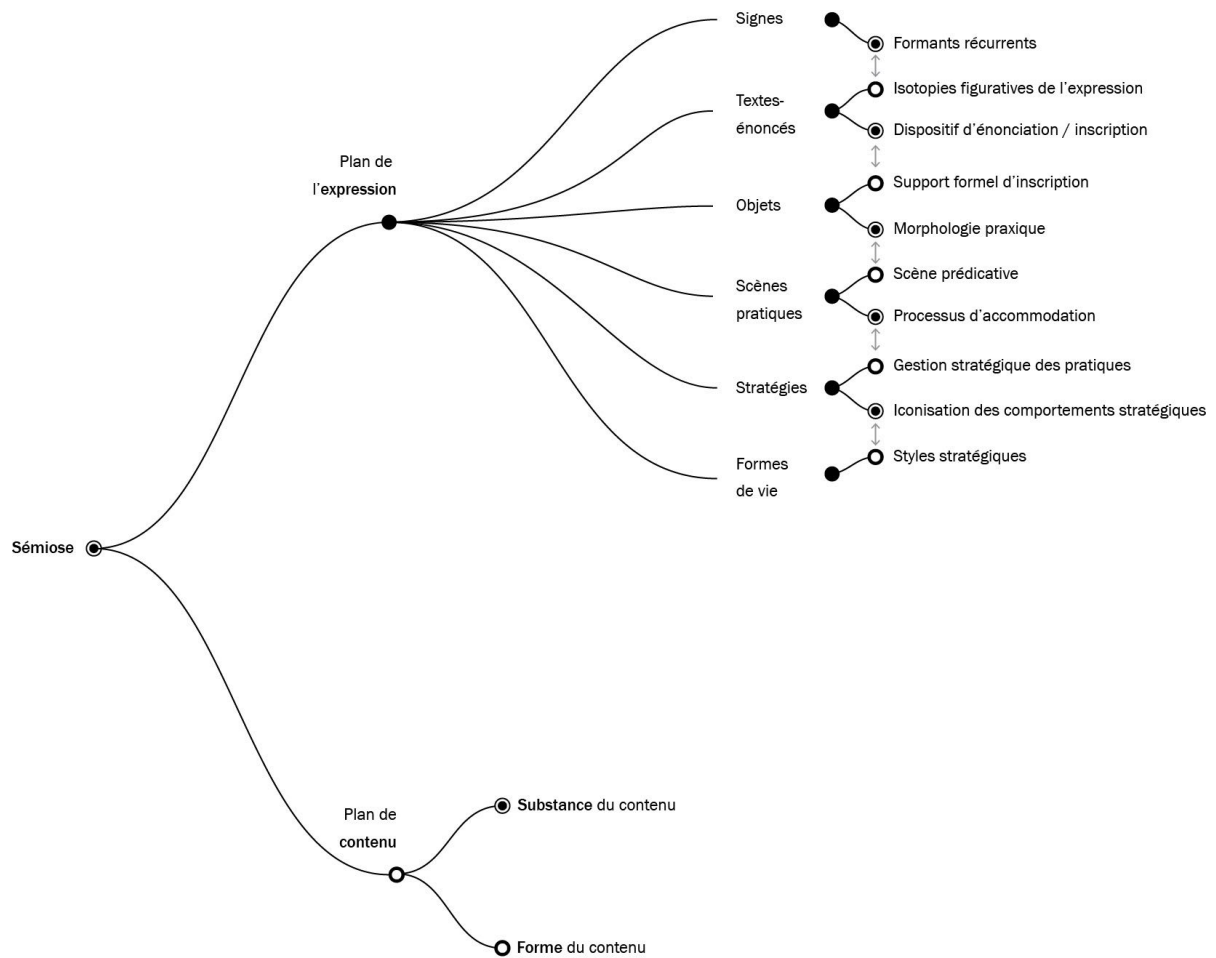 Signes
Formants récurrents
Isotopies figuratives de l'expression
Textes-
énoncés
Dispositif d'énonciation / inscription
Plan de
l'expression
Support formel d'inscription
Objets
Morphologie praxique
Scène prédicative
Scènes
pratiques
Processus d'accommodation
Gestion stratégique des pratiques
Stratégies
Iconisation des comportements stratégiques
Styles stratégiques
Formes
de vie
Sémiose
Plan de
contenu
Substance du contenu
Forme du contenu